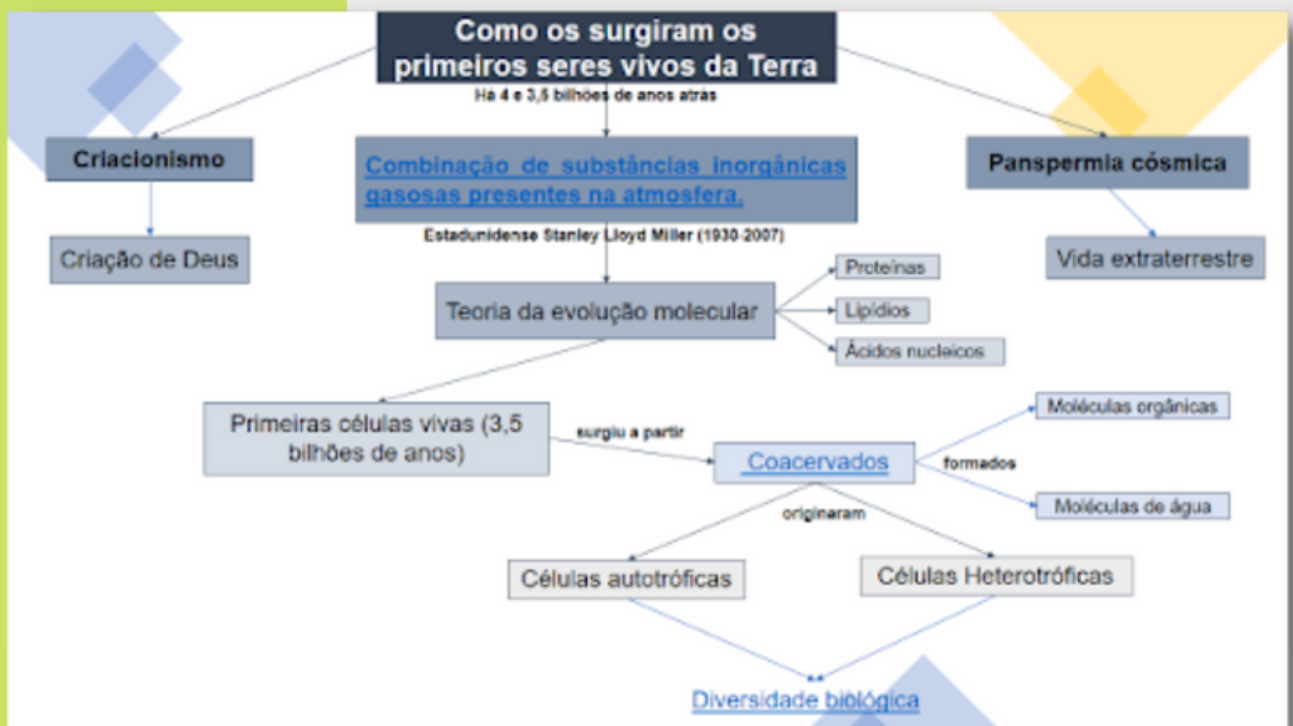 Como os surgiram os
primeiros seres vivos da Terra
Há 4 e 3,5 bilhões de anos atrás
Criacionismo
Combinação de substâncias inorgânicas
gasosas presentes na atmosfera.
Panspermia cósmica
Estadunidense Stanley Lloyd Miller (1930-2007)
Criação de Deus
Vida extraterrestre
Teoria da evolução molecular
Proteínas
Lipídios
Ácidos nucleicos
Primeiras células vivas (3,5
bilhões de anos)
surgiu a partir
Coacervados
formados
Moléculas orgânicas
Moléculas de água
originaram
Células autotróficas
Células Heterotróficas
Diversidade biológica